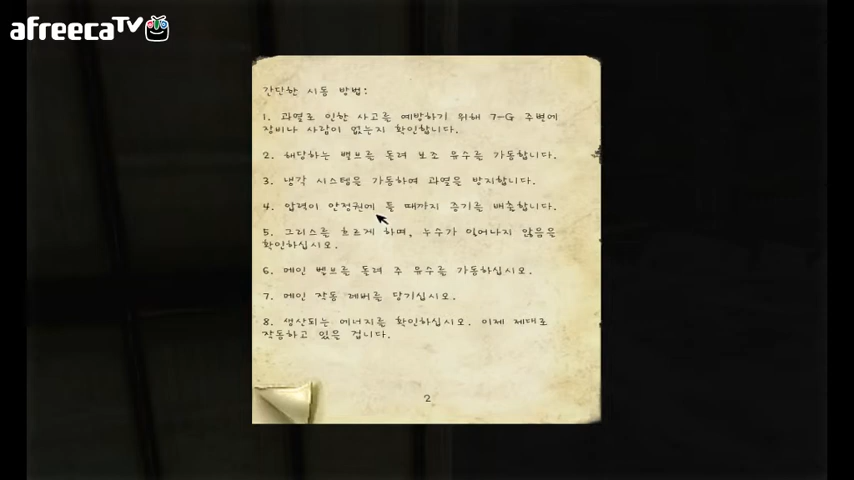 afreecaTV
간단한 시동 방법:
1. 과열로 인한 사고를 예방하기 위해 7-G 주변에
장비나 사람이 없는지 확인합니다.
2. 해당하는 밸브를 돌려 보조 유수를 가동합니다.
3. 냉각 시스템을 가동하여 과열을 방지합니다.
4. 압력이 안정권에 들 때까지 증기를 배출합니다.
5. 그리스를 흐르게 하며, 누수가 일어나지 않음을
확인하십시오.
6. 메인 밸브를 돌려 주 유수를 가동하십시오.
7. 메인 작동 레버를 당기십시오.
8. 생산되는 에너지를 확인하십시오. 이제 제대로
작동하고 있을 겁니다.
2